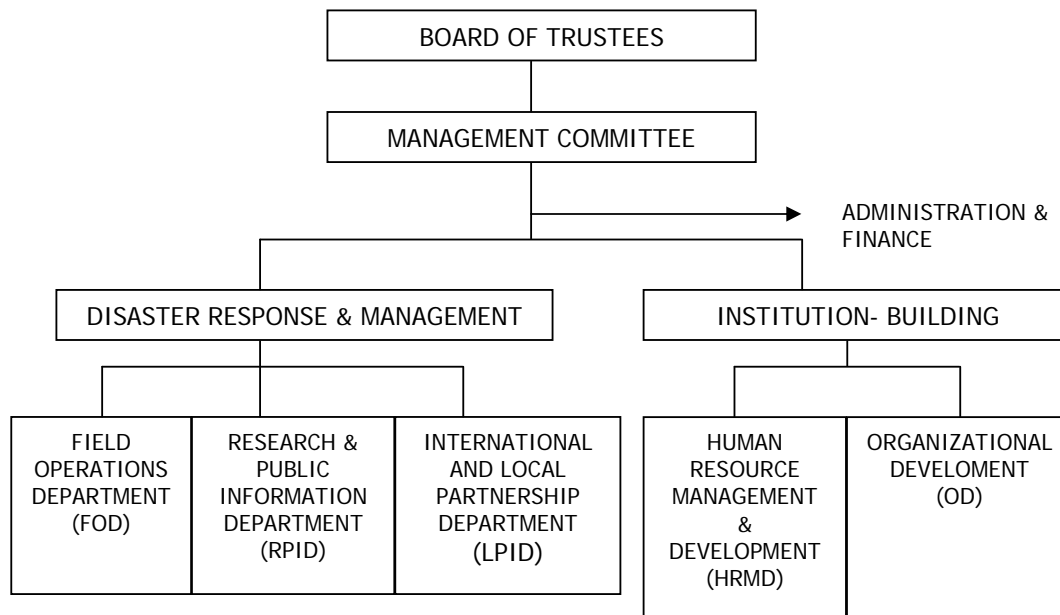 BOARD OF TRUSTEES
MANAGEMENT COMMITTEE
ADMINISTRATION &
FINANCE
DISASTER RESPONSE & MANAGEMENT
INSTITUTION- BUILDING
FIELD
OPERATIONS
DEPARTMENT
(FOD)
RESEARCH &
PUBLIC
INFORMATION
DEPARTMENT
(RPID)
INTERNATIONAL
AND LOCAL
PARTNERSHIP
DEPARTMENT
(LPID)
HUMAN
RESOURCE
MANAGEMENT
&
DEVELOPMENT
(HRMD)
ORGANIZATIONAL
DEVELOMENT
(OD)